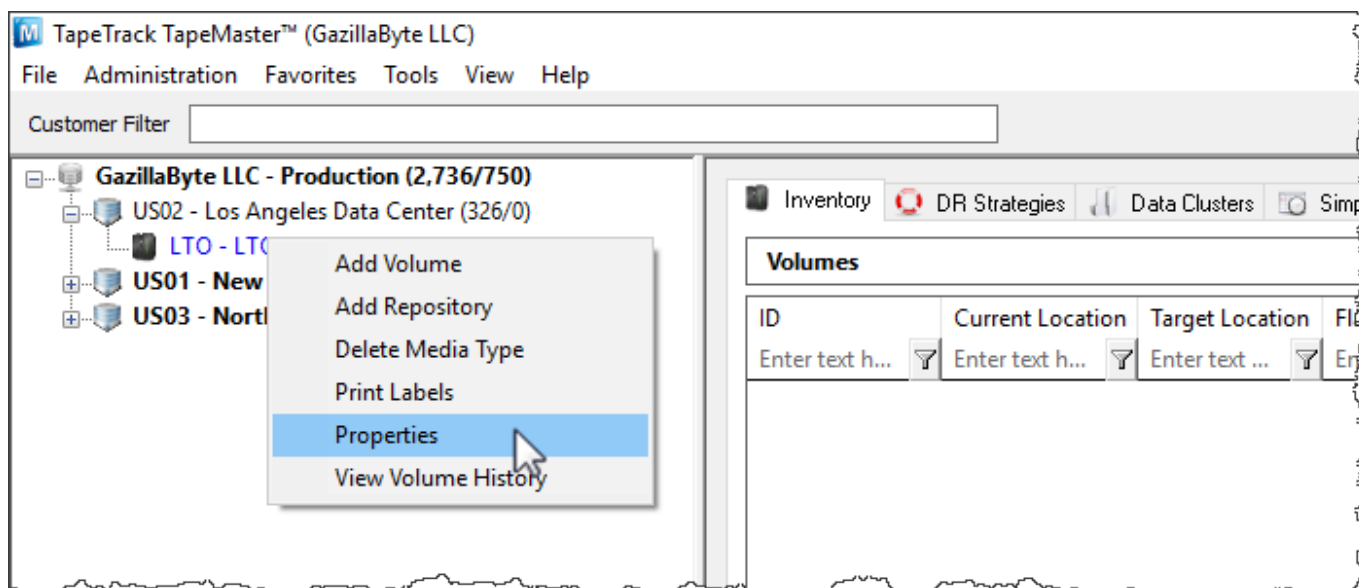 TapeTrack TapeMaster™ (GazillaByte LLC)
File Administration Favorites Tools View Help
Customer Filter
GazillaByte LLC - Production (2,736/750)
US02 - Los Angeles Data Center (326/0)
LTO -
US01 - New
US03 -
Add Volume
Add Repository
Delete Media Type
Print Labels
Properties
View Volume History
Inventory DR Strategies Data Clusters
Volumes
ID Current Location Target Location
Enter text h... Enter text h... Enter text ...